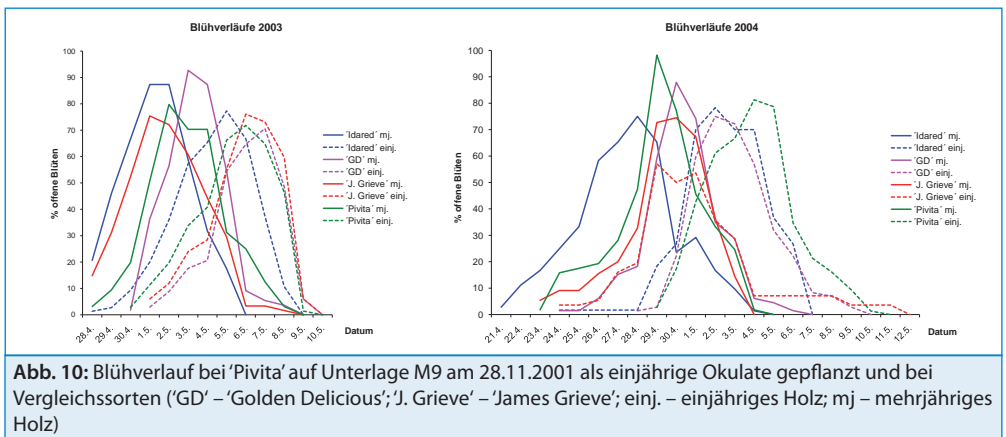 Blühverläufe 2003
% offene Blüten
100
90
80
70
60
50
40
30
20
10
0
28.4.
29.4.
30.4.
1.5.
2.5.
3.5.
4.5.
5.5.
6.5.
7.5.
8.5.
9.5.
10.5.
Datum
´Idared´ mj.
´Idared´ einj.
´GD´ mj.
´GD´ einj.
´J. Grieve´ mj.
´J. Grieve´ einj.
´Pivita´ mj.
´Pivita´ einj.
Blühverläufe 2004
% offene Blüten
100
90
80
70
60
50
40
30
20
10
0
21.4.
22.4.
23.4.
24.4.
25.4.
26.4.
27.4.
28.4.
29.4.
30.4.
1.5.
2.5.
3.5.
4.5.
5.5.
6.5.
7.5.
8.5.
9.5.
10.5.
11.5.
12.5.
Datum
´Idared´ mj.
´Idared´ einj.
´GD´ mj.
´GD´ einj.
´J. Grieve´ mj.
´J. Grieve´ einj.
´Pivita´ mj.
´Pivita´ einj.
Abb. 10: Blühverlauf bei 'Pivita' auf Unterlage M9 am 28.11.2001 als einjährige Okulate gepflanzt und bei
Vergleichssorten ('GD' – 'Golden Delicious'; 'J. Grieve' – 'James Grieve'; einj. – einjähriges Holz; mj – mehrjähriges
Holz)